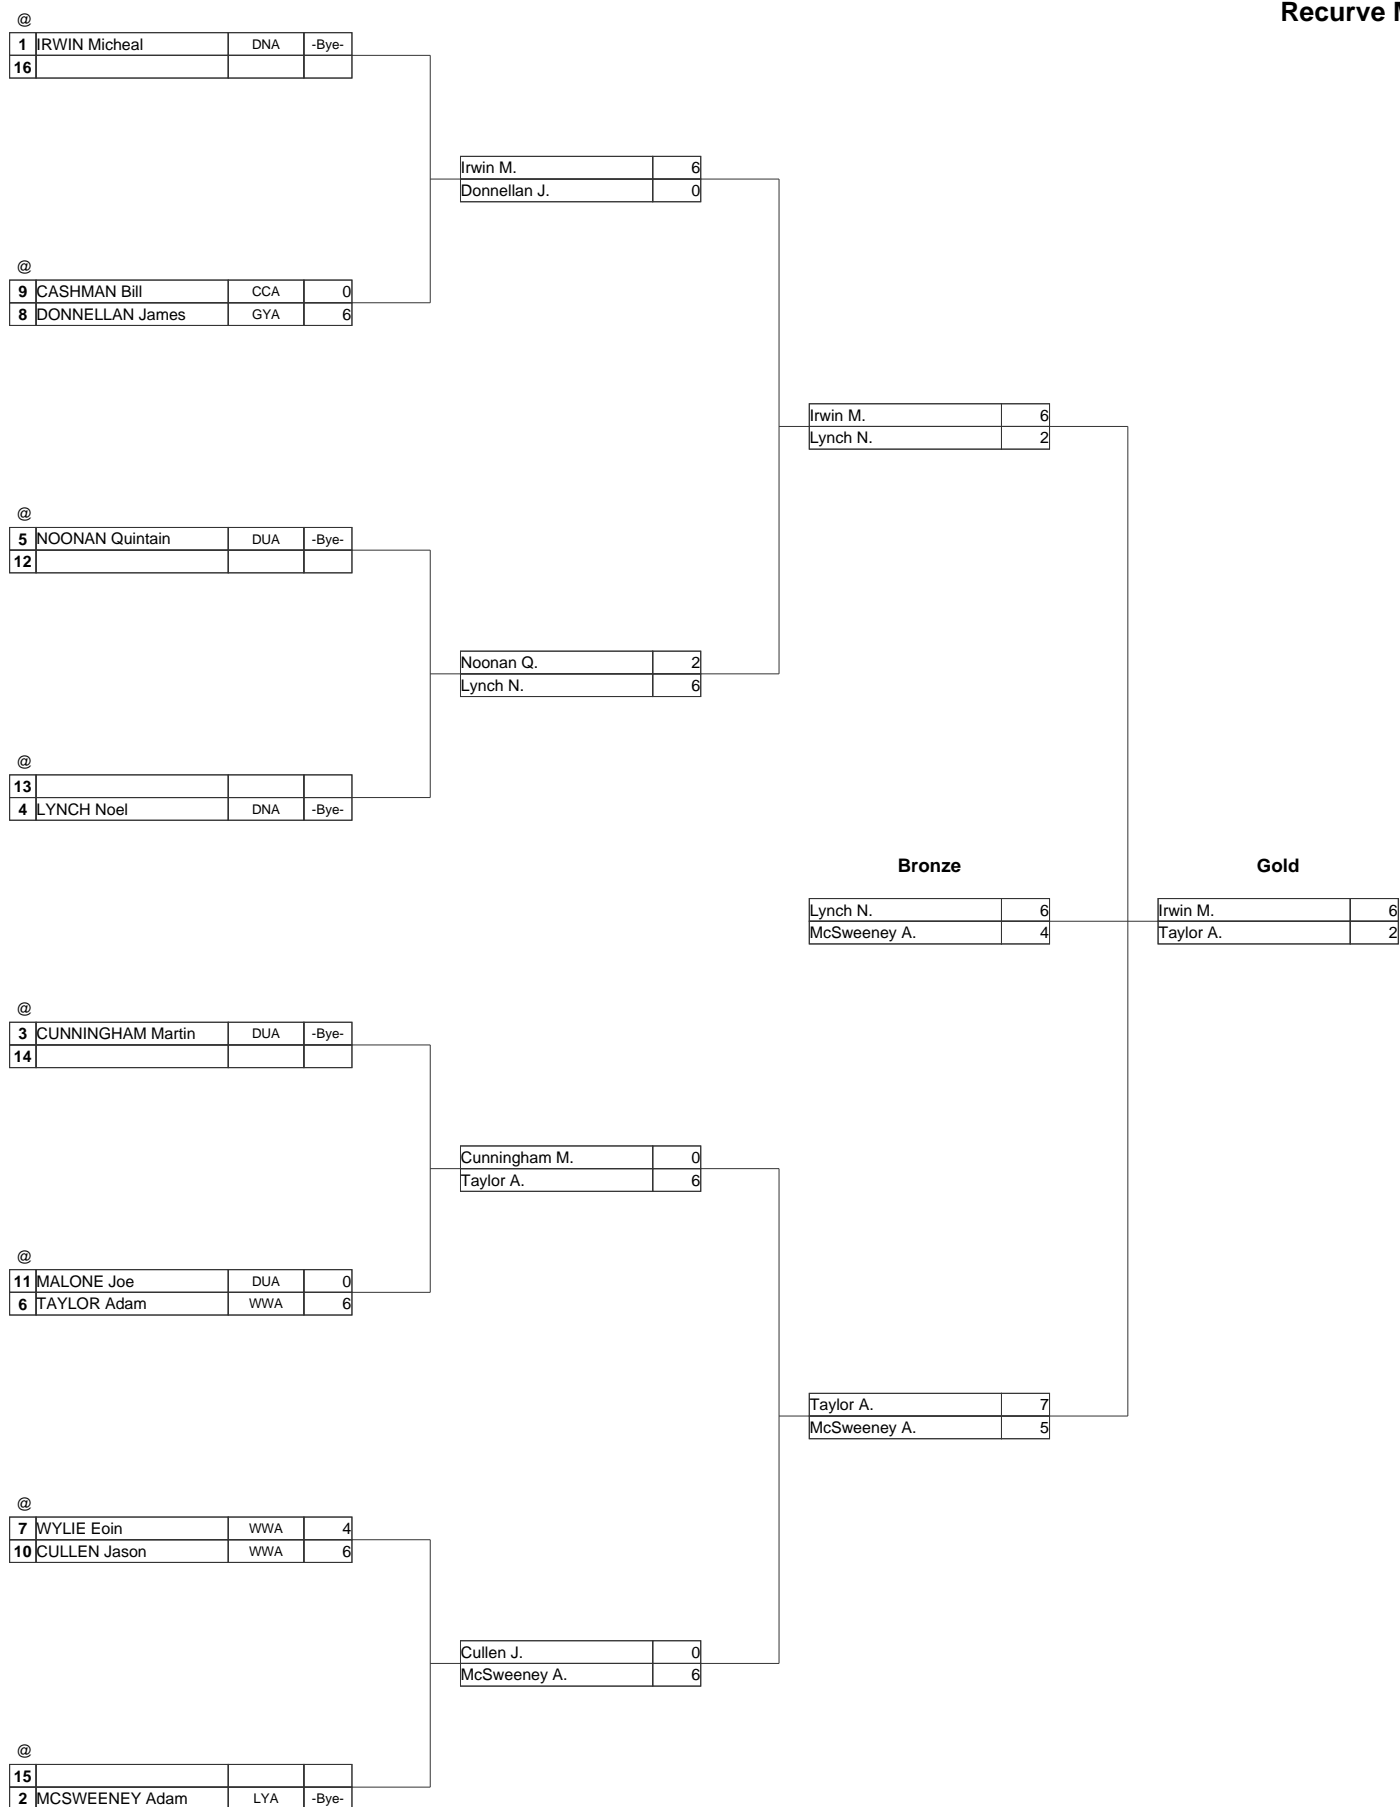 Recurve M
@
1 IRWIN Micheal DNA -Bye-
16
Irwin M. 6
Donnellan J. 0
@
9 CASHMAN Bill CCA 0
8 DONNELLAN James GYA 6
Irwin M. 6
Lynch N. 2
@
5 NOONAN Quintain DUA -Bye-
12
Noonan Q. 2
Lynch N. 6
@
13
4 LYNCH Noel DNA -Bye-
Bronze Gold
Lynch N. 6 Irwin M. 6
McSweeney A. 4 Taylor A. 2
@
3 CUNNINGHAM Martin DUA -Bye-
14
Cunningham M. 0
Taylor A. 6
@
11 MALONE Joe DUA 0
6 TAYLOR Adam WWA 6
Taylor A. 7
McSweeney A. 5
@
7 WYLIE Eoin WWA 4
10 CULLEN Jason WWA 6
Cullen J. 0
McSweeney A. 6
@
15
2 MCSWEENEY Adam LYA -Bye-